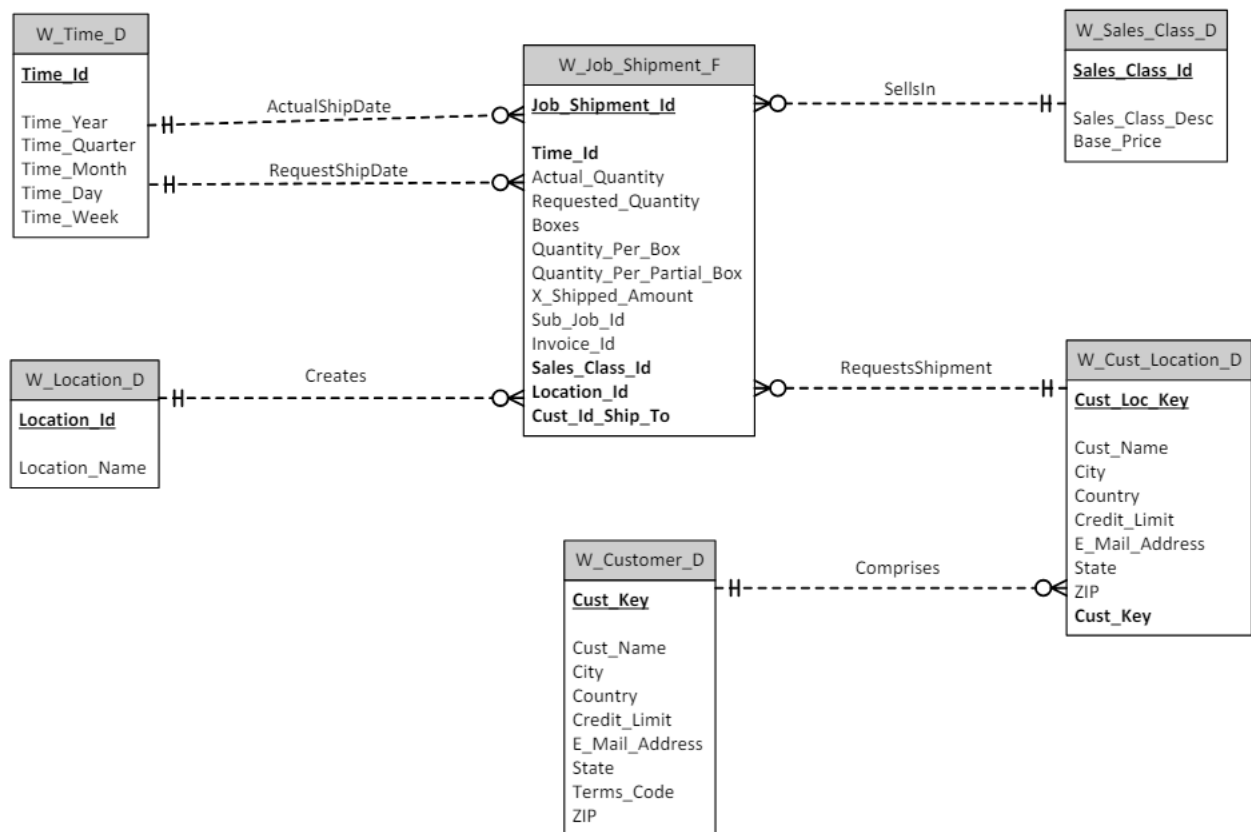 W_Time_D
Time_Id
Time_Year
Time_Quarter
Time_Month
Time_Day
Time_Week
ActualShipDate
RequestShipDate
W_Job_Shipment_F
Job_Shipment_Id
Time_Id
Actual_Quantity
Requested_Quantity
Boxes
Quantity_Per_Box
Quantity_Per_Partial_Box
X_Shipped_Amount
Sub_Job_Id
Invoice_Id
Sales_Class_Id
Location_Id
Cust_Id_Ship_To
SellsIn
W_Sales_Class_D
Sales_Class_Id
Sales_Class_Desc
Base_Price
W_Location_D
Location_Id
Location_Name
Creates
RequestsShipment
W_Cust_Location_D
Cust_Loc_Key
Cust_Name
City
Country
Credit_Limit
E_Mail_Address
State
ZIP
Cust_Key
W_Customer_D
Cust_Key
Cust_Name
City
Country
Credit_Limit
E_Mail_Address
State
Terms_Code
ZIP
Comprises